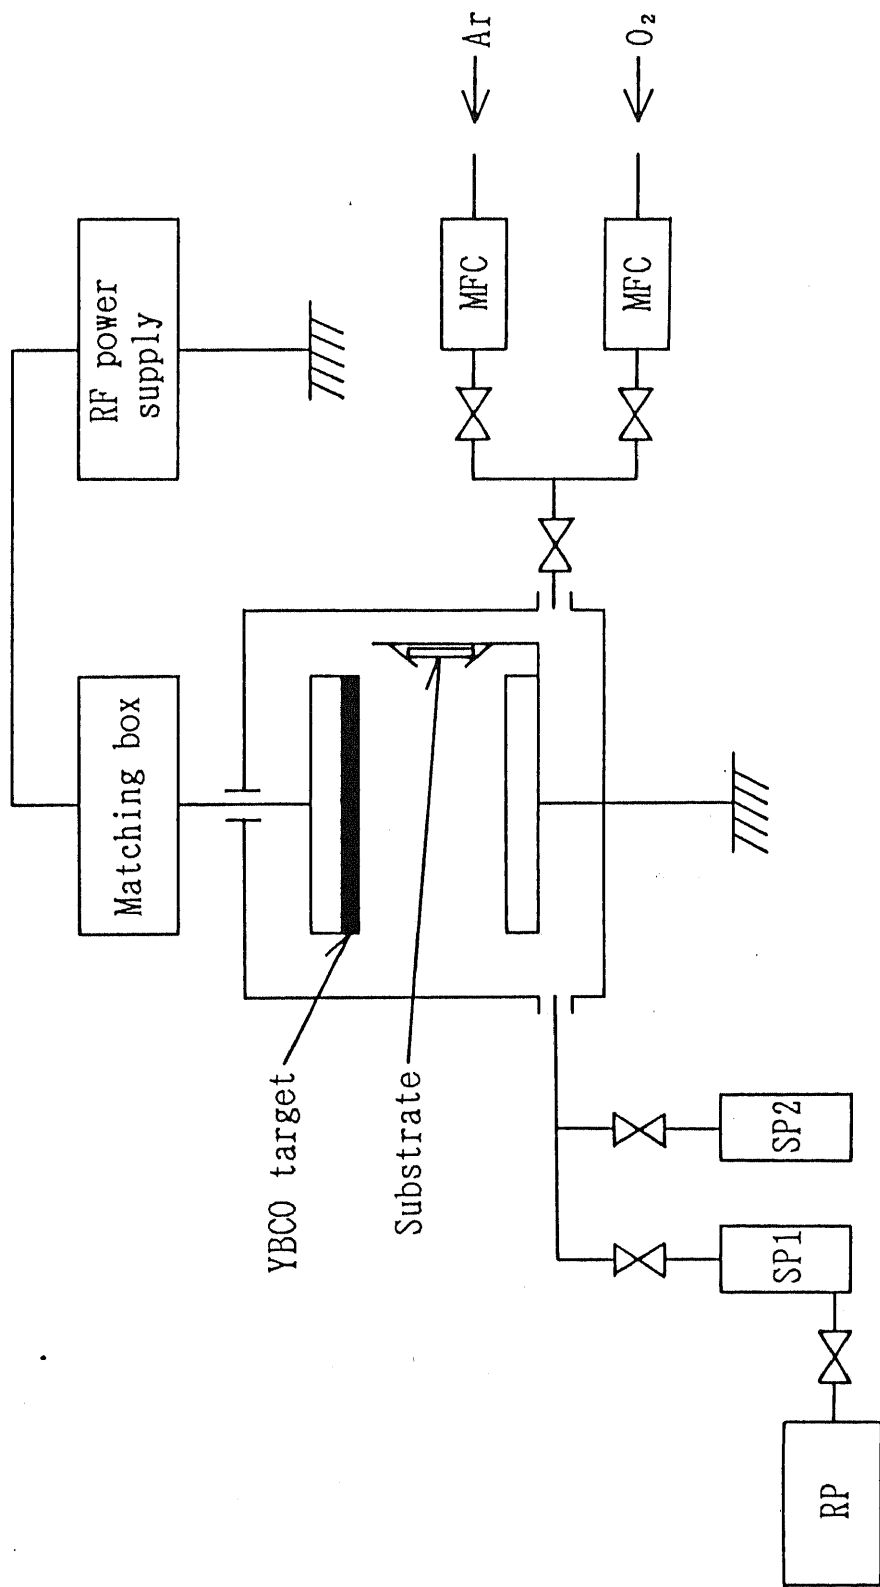 RF power
supply
Matching box
Ar
O₂
MFC
MFC
YBCO target
Substrate
SP1
SP2
RP